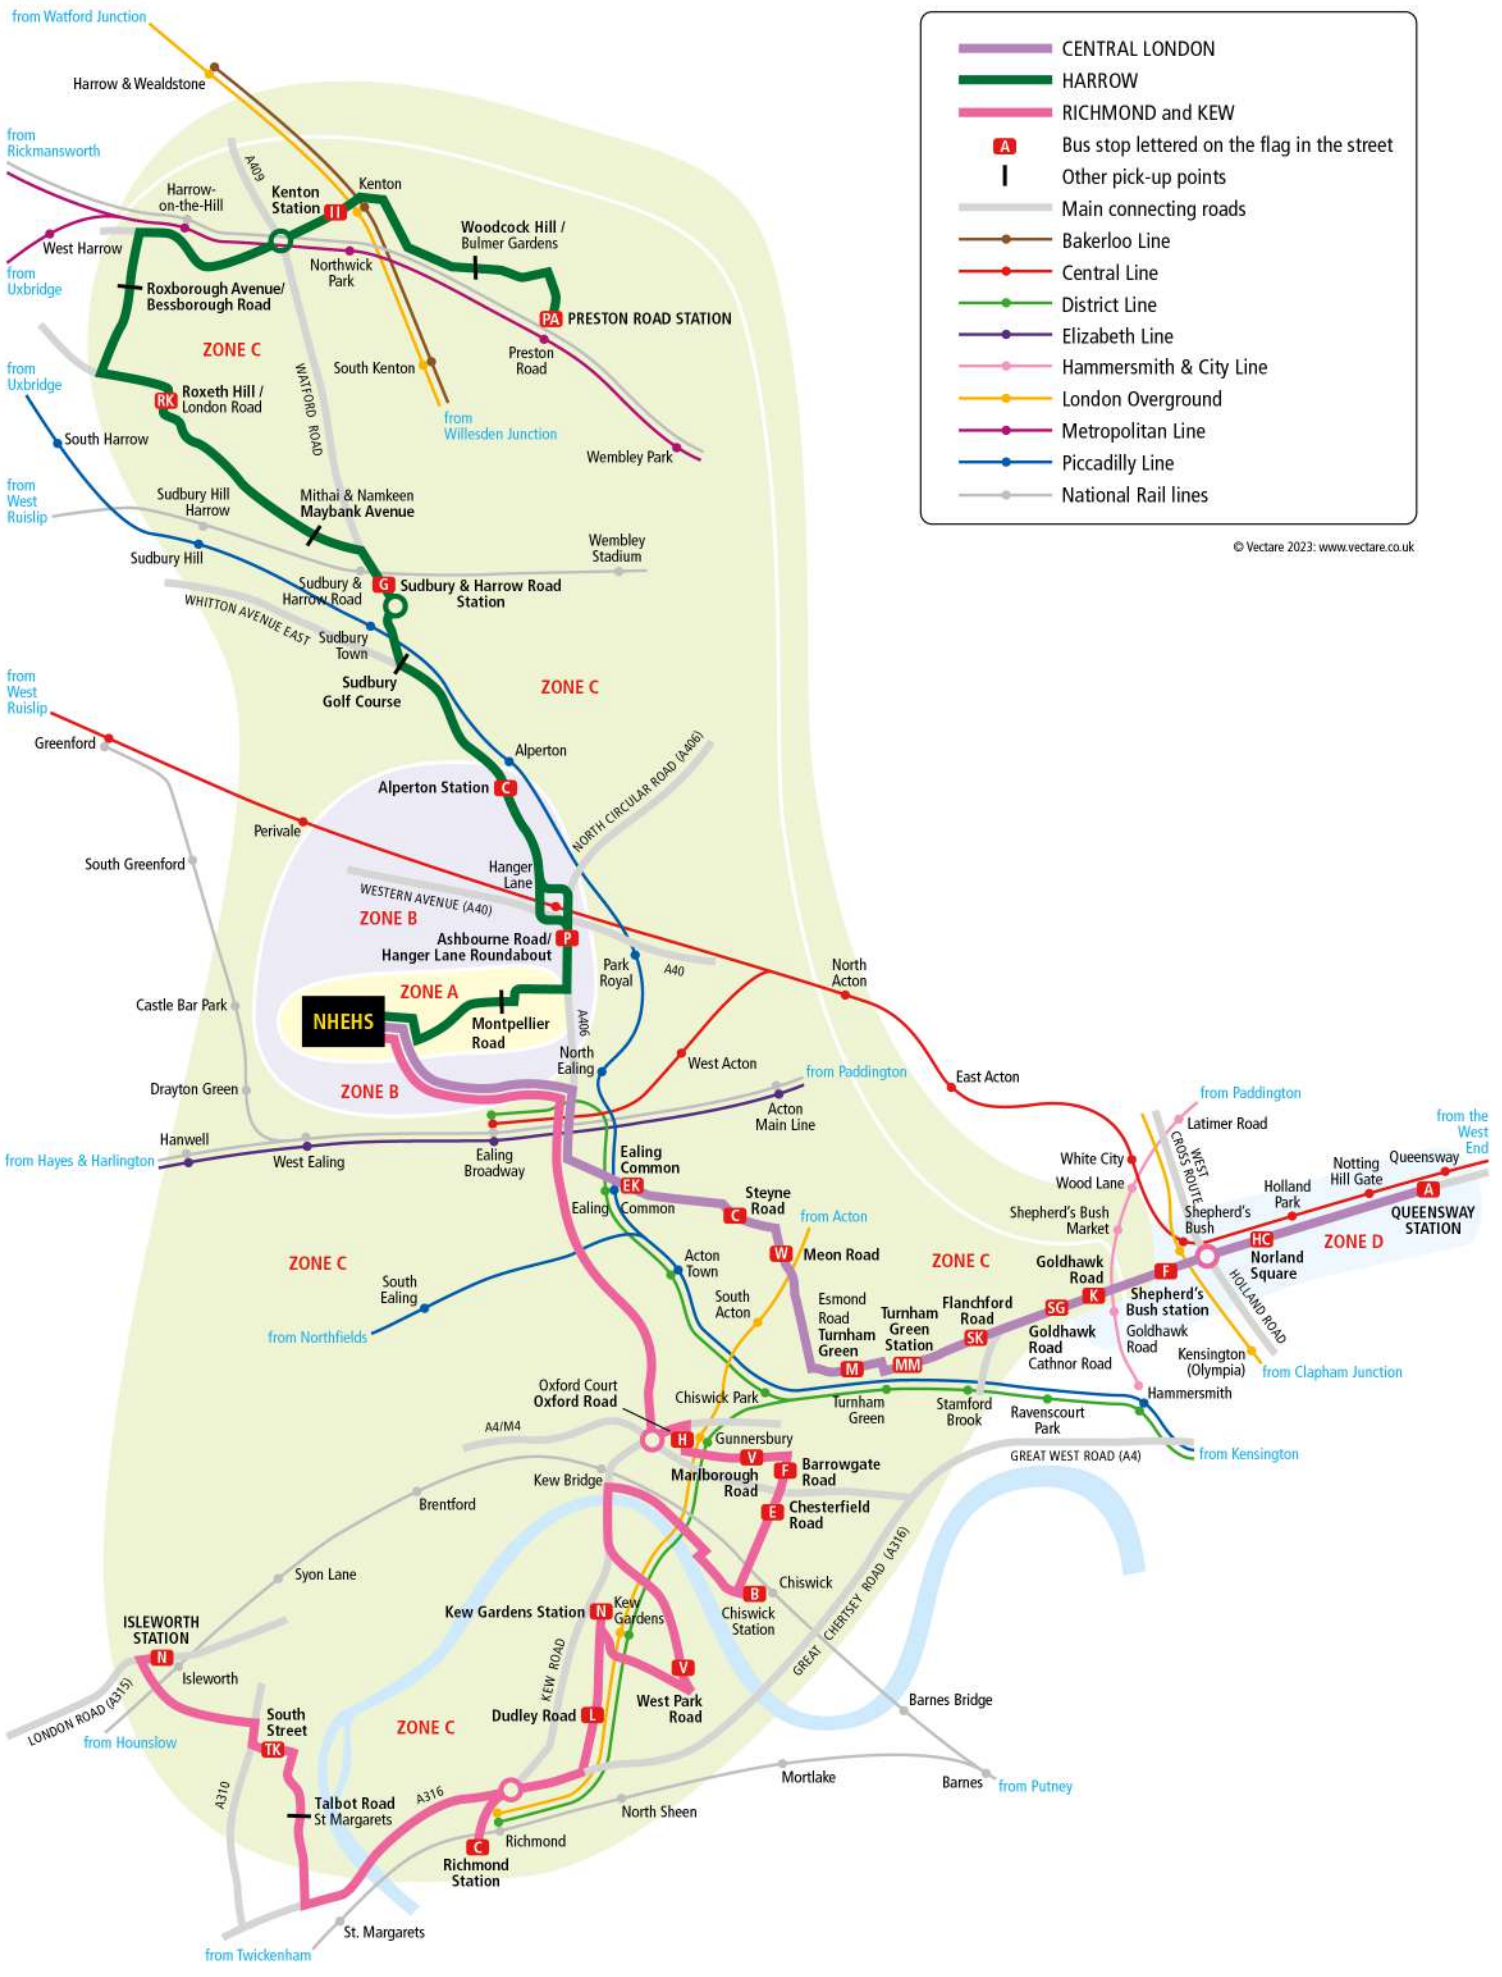 from Watford Junction
Harrow & Wealdstone
from
Rickmansworth
A409
Harrow-
on-the-Hill
Kenton
Station
II
Kenton
West Harrow
from
Uxbridge
Northwick
Park
Woodcock Hill /
Bulmer Gardens
Roxborough Avenue/
Bessborough Road
PA
PRESTON ROAD STATION
ZONE C
Preston
Road
South Kenton
from
Uxbridge
WATFORD ROAD
RK
Roxeth Hill /
London Road
from
Willesden Junction
South Harrow
Wembley Park
from
West
Ruislip
Sudbury Hill
Harrow
Mithai & Namkeen
Maybank Avenue
Sudbury Hill
Wembley
Stadium
Sudbury &
Harrow Road
G
Sudbury & Harrow Road
Station
WHITTON AVENUE EAST
Sudbury
Town
Sudbury
Golf Course
ZONE C
from
West
Ruislip
Greenford
Alperton
Alperton Station
C
NORTH CIRCULAR ROAD (A406)
Perivale
South Greenford
Hanger
Lane
WESTERN AVENUE (A40)
ZONE B
Ashbourne Road/
Hanger Lane Roundabout
P
Park
Royal
A40
North
Acton
ZONE A
Castle Bar Park
NHEHS
Montpellier
Road
A406
North
Ealing
West Acton
from Paddington
East Acton
Drayton Green
ZONE B
Acton
Main Line
Hanwell
from Hayes & Harlington
West Ealing
Ealing
Broadway
Ealing
Common
EK
Ealing Common
Steyne
Road
C
from Acton
W
Meon Road
ZONE C
South
Ealing
from Northfields
Acton
Town
South
Acton
Esmond
Road
Turnham
Green
M
Turnham
Green
Station
MM
Flanchford
Road
SK
SG
Goldhawk
Road
Cathnor Road
ZONE C
Goldhawk
Road
K
F
Shepherd's
Bush station
Goldhawk
Road
from Paddington
Latimer Road
WEST
CROSS ROUTE
White City
Wood Lane
Shepherd's Bush
Market
Shepherd's
Bush
from the
West
End
Queensway
Notting
Hill Gate
Holland
Park
A
QUEENSWAY
STATION
ZONE D
HC
Norland
Square
HOLLAND ROAD
Kensington
(Olympia)
from Clapham Junction
Hammersmith
Oxford Court
Oxford Road
Chiswick Park
Turnham
Green
Stamford
Brook
Ravenscourt
Park
GREAT WEST ROAD (A4)
from Kensington
A4/M4
H
Gunnersbury
V
Marlborough
Road
F
Barrowgate
Road
Kew Bridge
Brentford
E
Chesterfield
Road
Syon Lane
B
Chiswick
Chiswick
Station
GREAT CHERTSEY ROAD (A316)
Kew Gardens Station
N
Kew
Gardens
ISLEWORTH
STATION
N
Isleworth
LONDON ROAD (A315)
from Hounslow
KEW ROAD
V
West Park
Road
Dudley Road
L
South
Street
TK
ZONE C
Barnes Bridge
Mortlake
Barnes
from Putney
A310
A316
Talbot Road
St Margarets
North Sheen
C
Richmond
Richmond
Station
St. Margarets
from Twickenham
CENTRAL LONDON
HARROW
RICHMOND and KEW
A
Bus stop lettered on the flag in the street
Other pick-up points
Main connecting roads
Bakerloo Line
Central Line
District Line
Elizabeth Line
Hammersmith & City Line
London Overground
Metropolitan Line
Piccadilly Line
National Rail lines
© Vectare 2023: www.vectare.co.uk